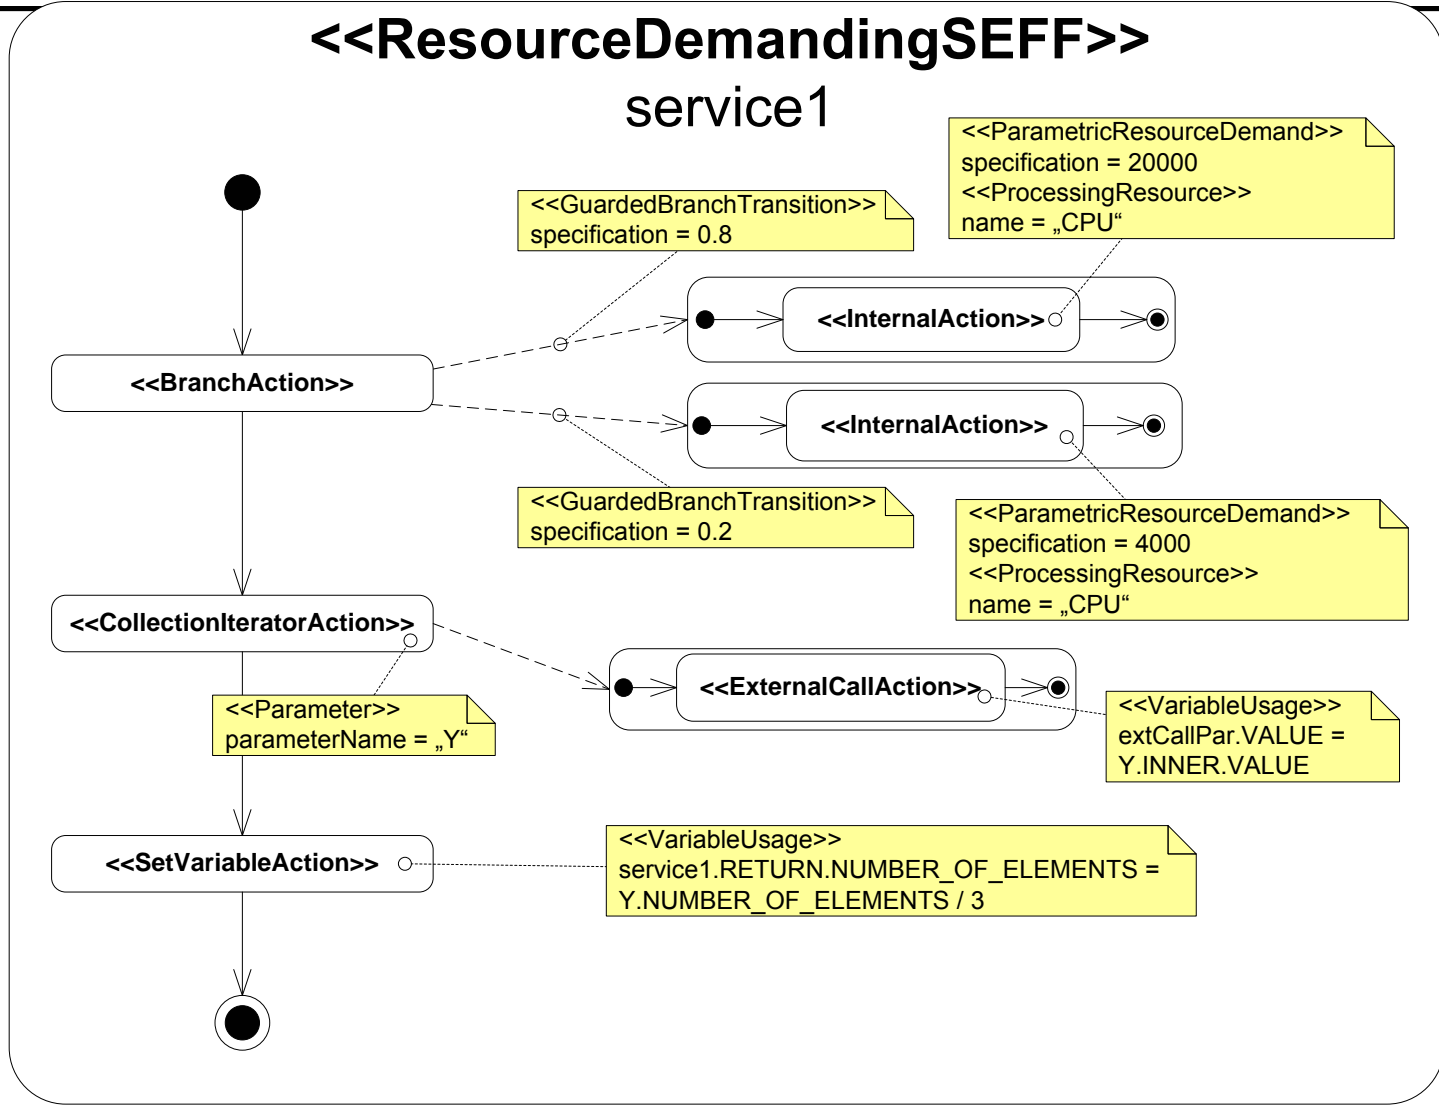 <<ResourceDemandingSEFF>>
service1
<<ParametricResourceDemand>>
specification = 20000
<<ProcessingResource>>
name = „CPU“
<<GuardedBranchTransition>>
specification = 0.8
<<InternalAction>>
<<BranchAction>>
<<InternalAction>>
<<GuardedBranchTransition>>
specification = 0.2
<<ParametricResourceDemand>>
specification = 4000
<<ProcessingResource>>
name = „CPU“
<<CollectionIteratorAction>>
<<ExternalCallAction>>
<<Parameter>>
parameterName = „Y“
<<VariableUsage>>
extCallPar.VALUE =
Y.INNER.VALUE
<<SetVariableAction>>
<<VariableUsage>>
service1.RETURN.NUMBER_OF_ELEMENTS =
Y.NUMBER_OF_ELEMENTS / 3